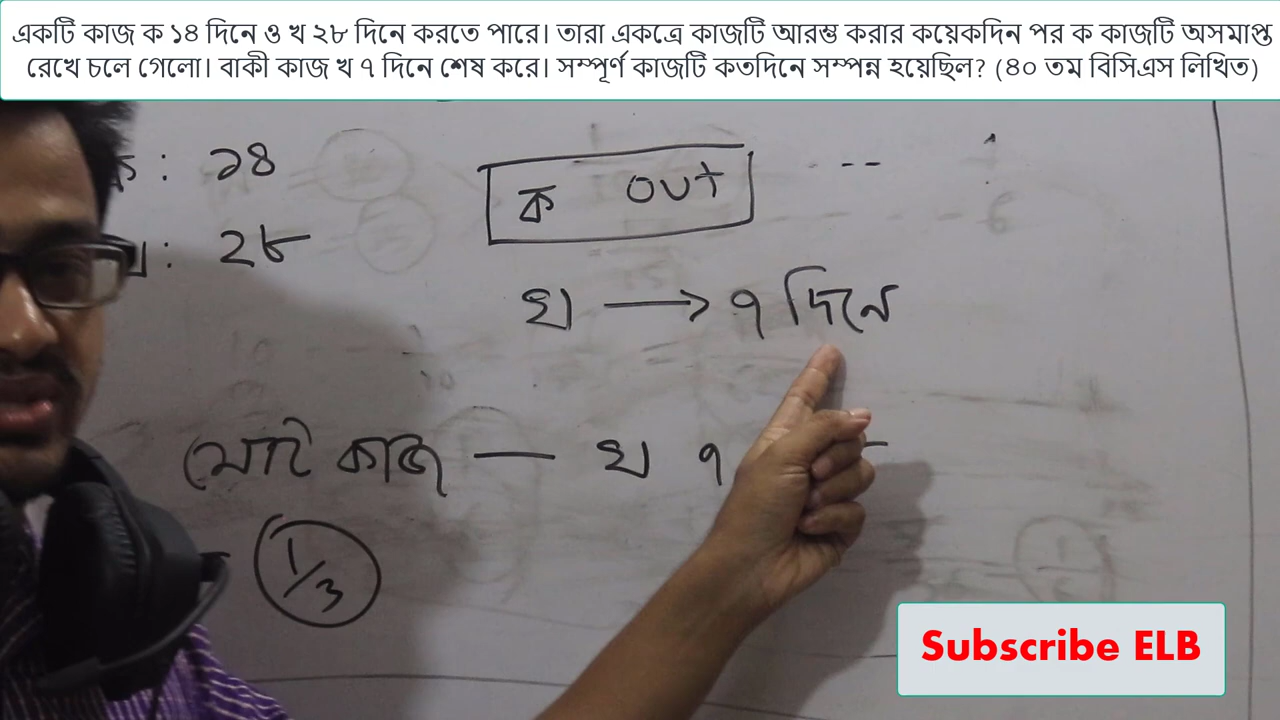 একটি কাজ ক ১৪ দিনে ও খ ২৮ দিনে করতে পারে। তারা একত্রে কাজটি আরম্ভ করার কয়েকদিন পর ক কাজটি অসমাপ্ত
রেখে চলে গেলো। বাকী কাজ খ ৭ দিনে শেষ করে। সম্পূর্ণ কাজটি কতদিনে সম্পন্ন হয়েছিল? (৪০ তম বিসিএস লিখিত)
ক : ১৪
ক out
খ : ২৮
খ → ৭ দিনে
মোট কাজ — খ ৭
1/3
Subscribe ELB